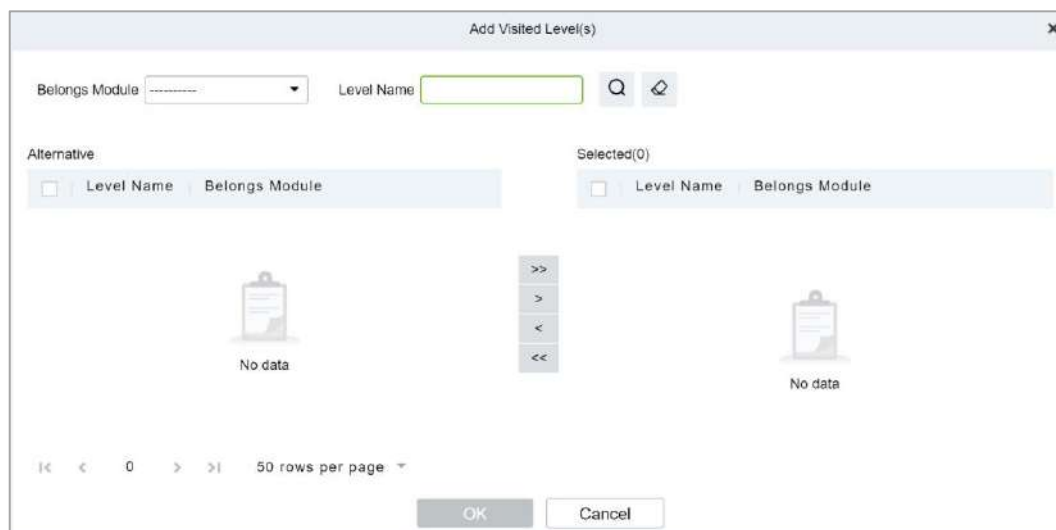 Add Visited Level(s)
Belongs Module ---------- Level Name
Alternative
Selected(0)
Level Name Belongs Module
Level Name Belongs Module
>>
>
<
<<
No data
No data
0 50 rows per page
OK Cancel